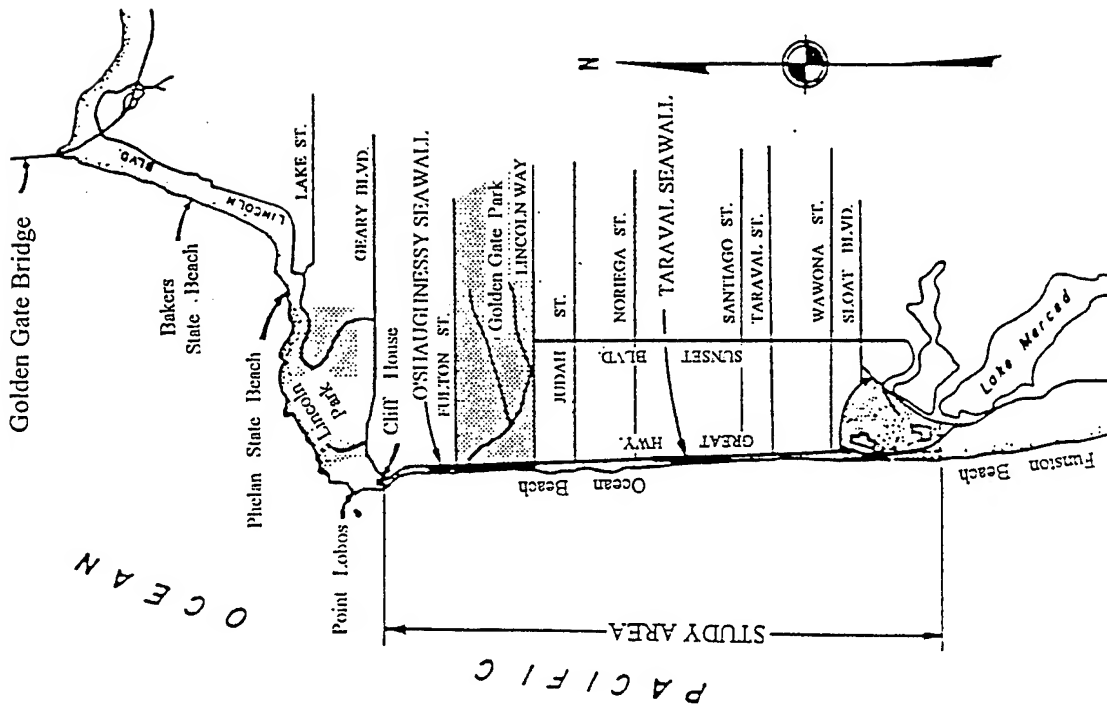 Golden Gate Bridge
Bakers
State Beach
Phelan State Beach
LINCOLN
BLVD.
LAKE ST.
GEARY BLVD.
O'SHAUGHNESSY SEAWALL
FULTON ST.
Golden Gate Park
LINCOLN WAY
JUDAH ST.
NORIEGA ST.
TARAVAL SEAWALL
SANTIAGO ST.
TARAVAL ST.
WAWONA ST.
SLOAT BLVD.
SUNSET BLVD.
GREAT HWY.
Lincoln
Park
Cliff House
Point Lobos
Ocean Beach
Lake Merced
Funston
Beach
STUDY AREA
PACIFIC OCEAN
N